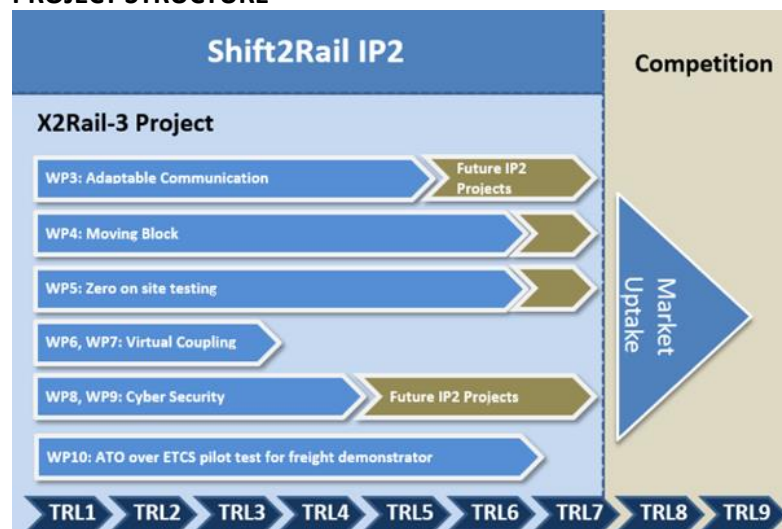 PROJECT STRUCTURE
Shift2Rail IP2
Competition
X2Rail-3 Project
WP3: Adaptable Communication
Future IP2
Projects
WP4: Moving Block
WP5: Zero on site testing
WP6, WP7: Virtual Coupling
WP8, WP9: Cyber Security
Future IP2 Projects
WP10: ATO over ETCS pilot test for freight demonstrator
Market
Uptake
TRL1 TRL2 TRL3 TRL4 TRL5 TRL6 TRL7 TRL8 TRL9